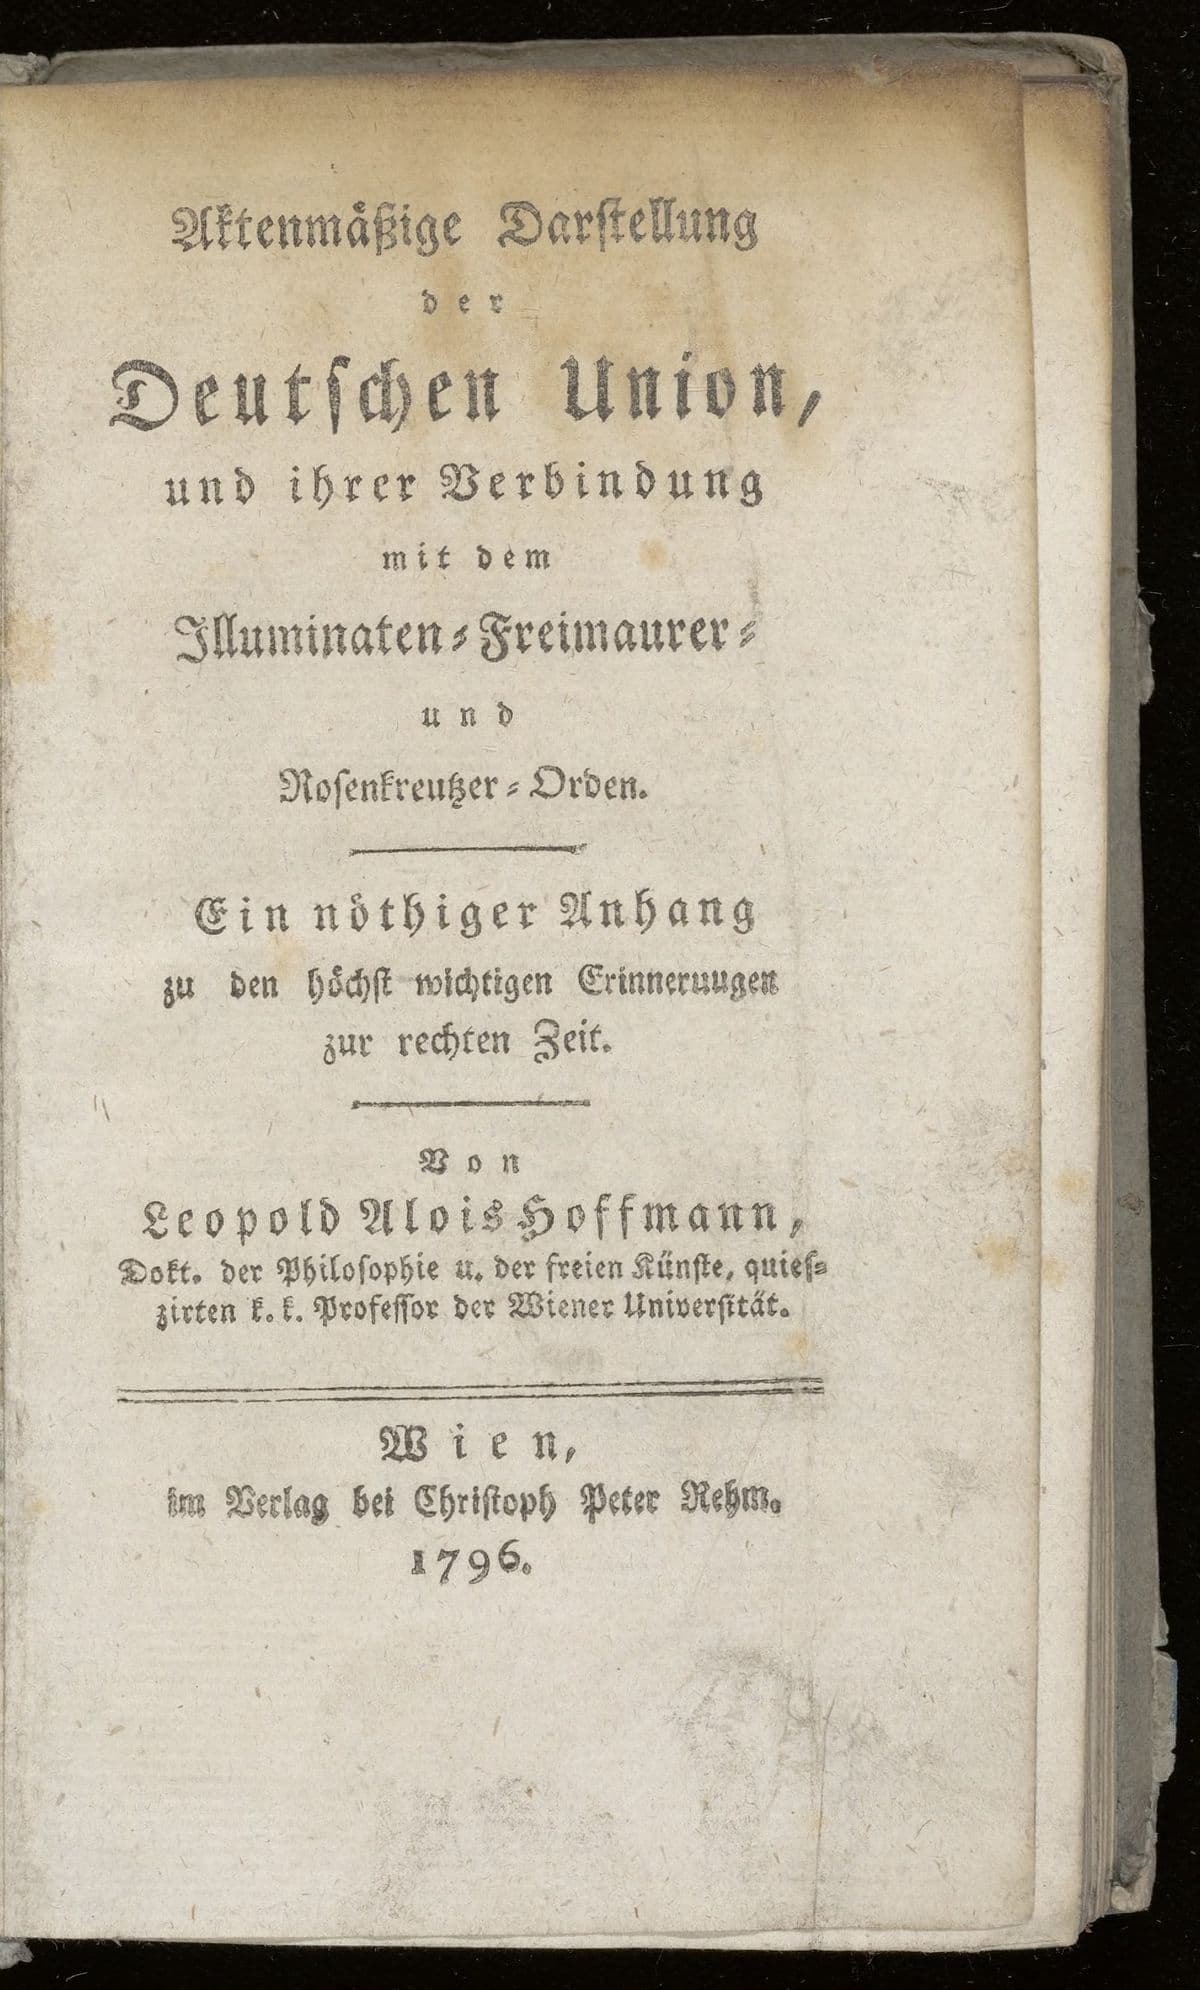 Aktenmäßige Darstellung
der
Deutschen Union,
und ihrer Verbindung
mit dem
Illuminaten-Freimaurer-
und
Rosenkreutzer-Orden.
Ein nöthiger Anhang
zu den höchst wichtigen Erinneruugen
zur rechten Zeit.
Von
Leopold Alois Hoffmann,
Dokt. der Philosophie u. der freien Künste, quies-
zirten k. k. Professor der Wiener Universität.
Wien,
im Verlag bei Christoph Peter Rehm.
1796.